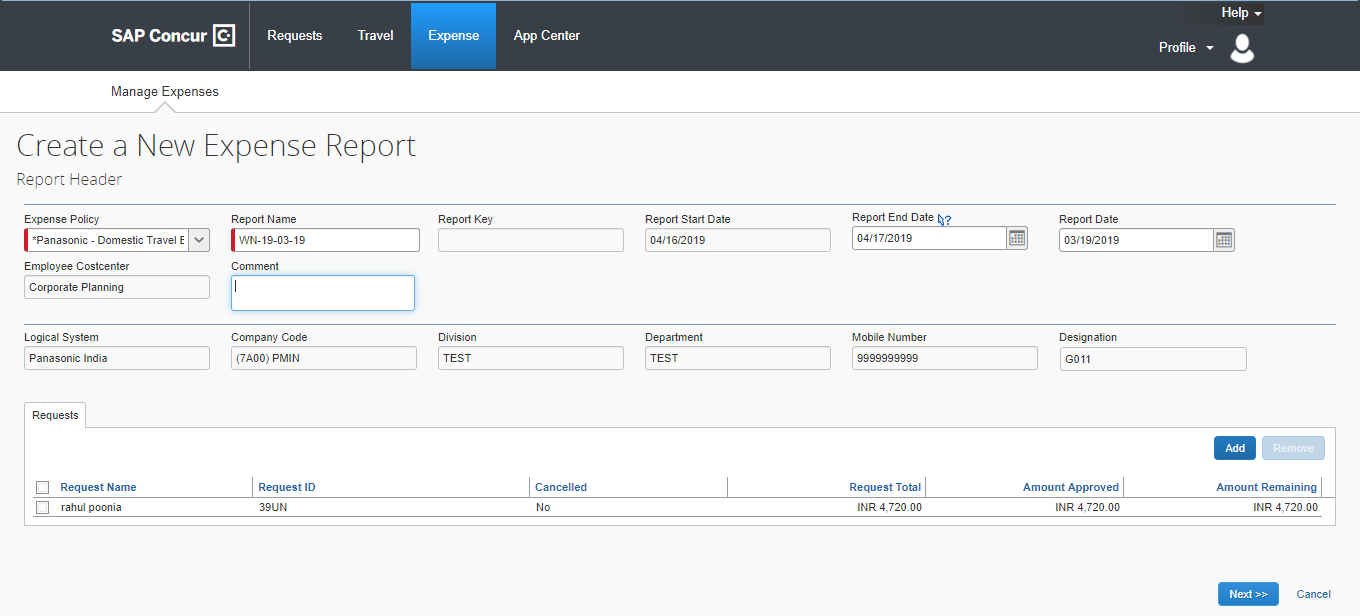 Help
SAP Concur C Requests Travel Expense App Center Profile
Manage Expenses
Create a New Expense Report
Report Header
Expense Policy Report Name Report Key Report Start Date Report End Date ? Report Date
*Panasonic - Domestic Travel E WN-19-03-19 04/16/2019 04/17/2019 03/19/2019
Employee Costcenter Comment
Corporate Planning
Logical System Company Code Division Department Mobile Number Designation
Panasonic India (7A00) PMIN TEST TEST 9999999999 G011
Requests
Add Remove
Request Name Request ID Cancelled Request Total Amount Approved Amount Remaining
rahul poonia 39UN No INR 4,720.00 INR 4,720.00 INR 4,720.00
Next >> Cancel